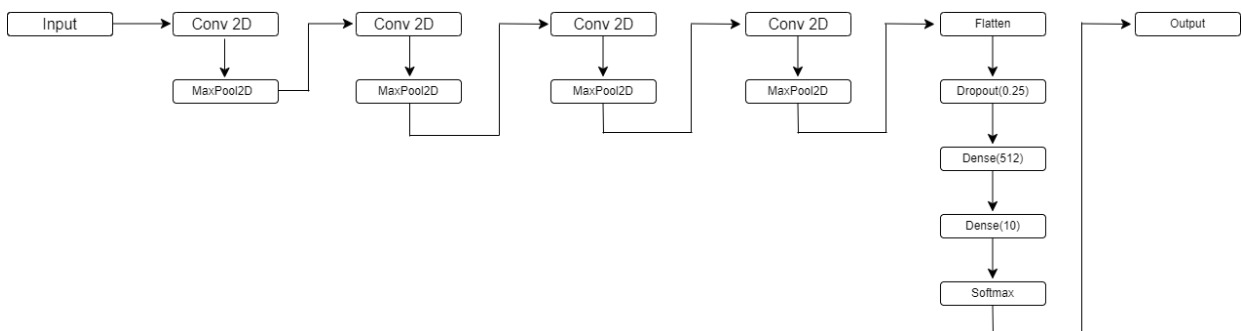 Input
Conv 2D
MaxPool2D
Conv 2D
MaxPool2D
Conv 2D
MaxPool2D
Conv 2D
MaxPool2D
Flatten
Dropout(0.25)
Dense(512)
Dense(10)
Softmax
Output